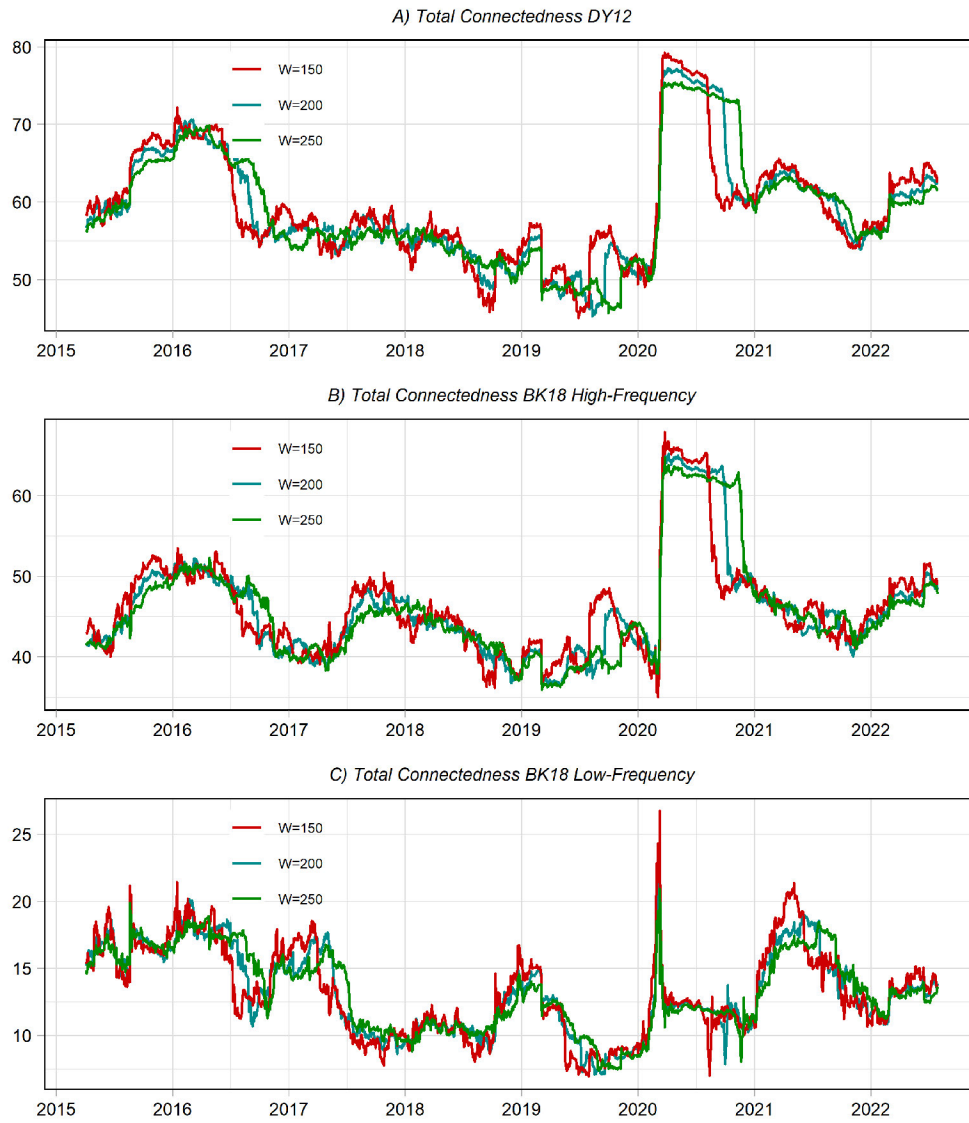 A) Total Connectedness DY12
80
70
60
50
W=150
W=200
W=250
2015 2016 2017 2018 2019 2020 2021 2022
B) Total Connectedness BK18 High-Frequency
60
50
40
W=150
W=200
W=250
2015 2016 2017 2018 2019 2020 2021 2022
C) Total Connectedness BK18 Low-Frequency
25
20
15
10
W=150
W=200
W=250
2015 2016 2017 2018 2019 2020 2021 2022